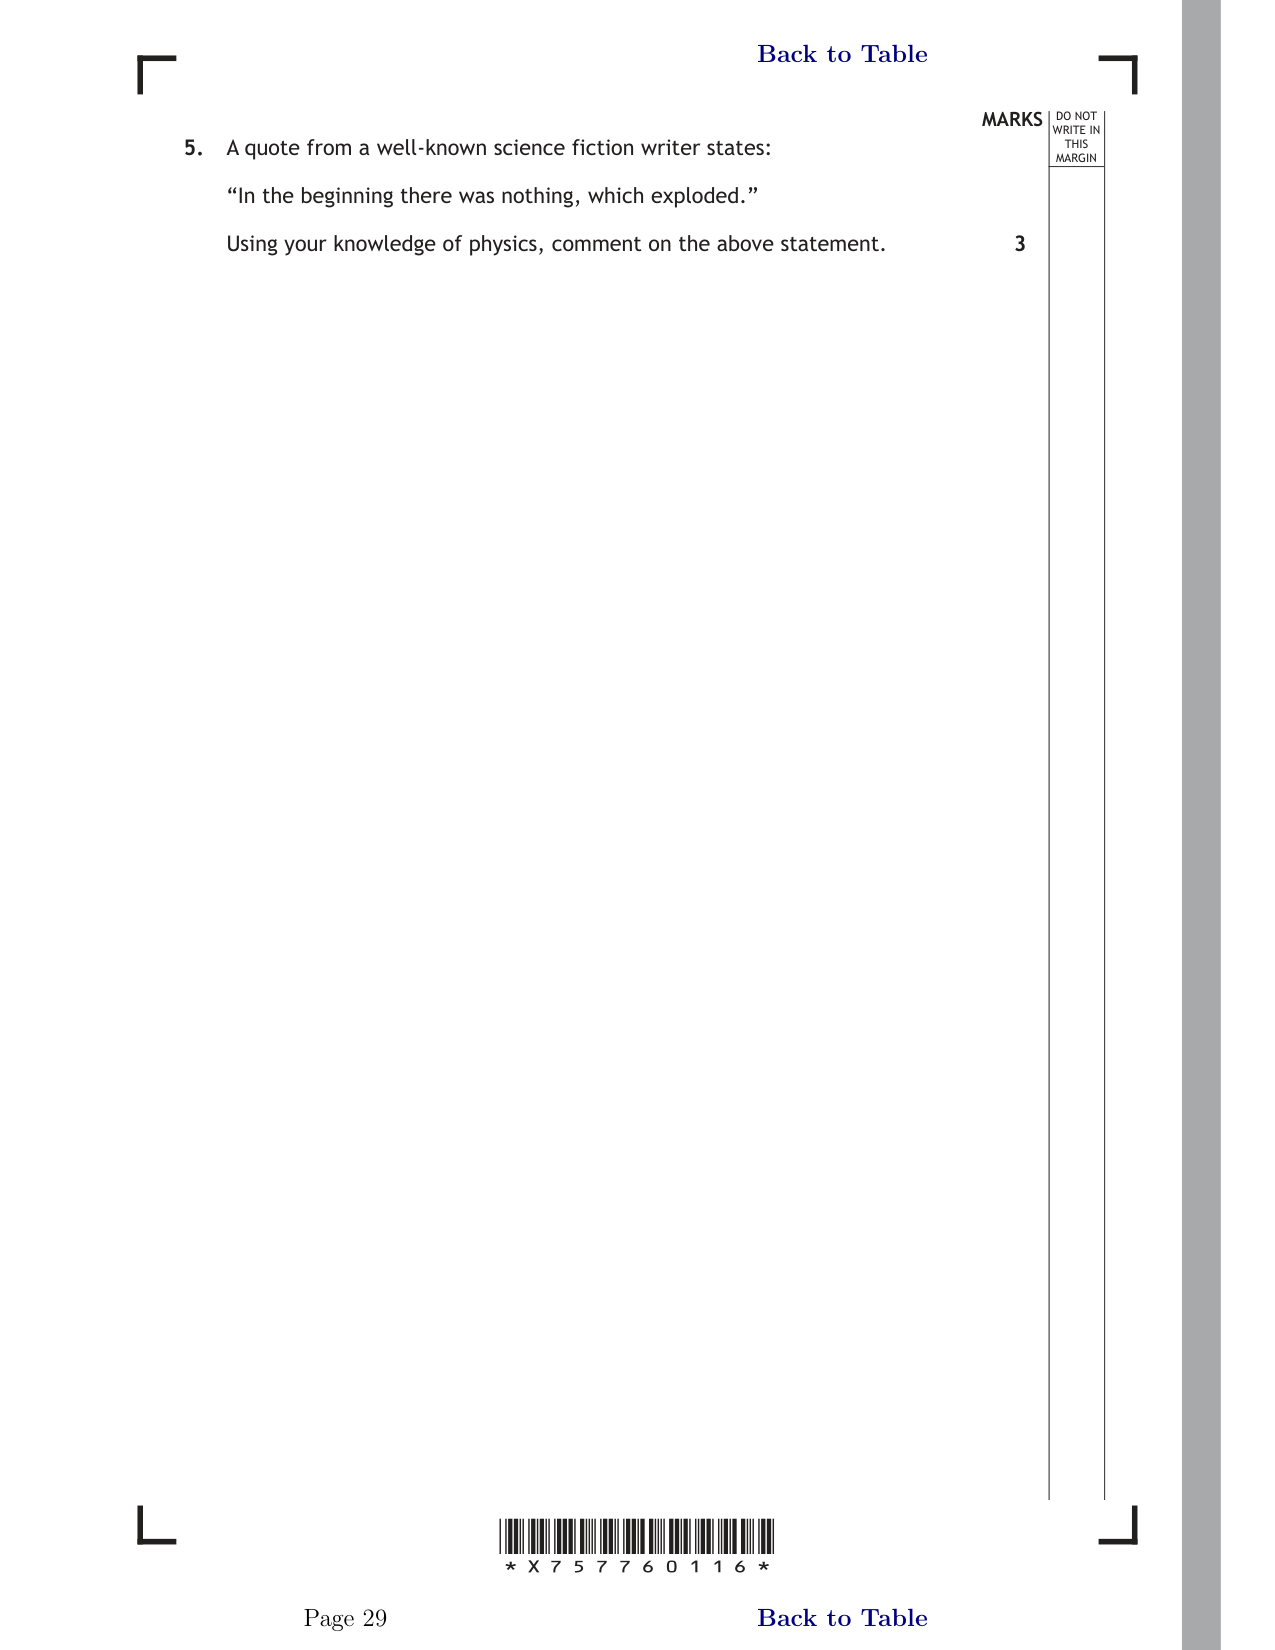 Back to Table
MARKS
DO NOT
WRITE IN
THIS
MARGIN
5. A quote from a well-known science fiction writer states:
“In the beginning there was nothing, which exploded.”
Using your knowledge of physics, comment on the above statement. 3
*X757760116*
Page 29 Back to Table